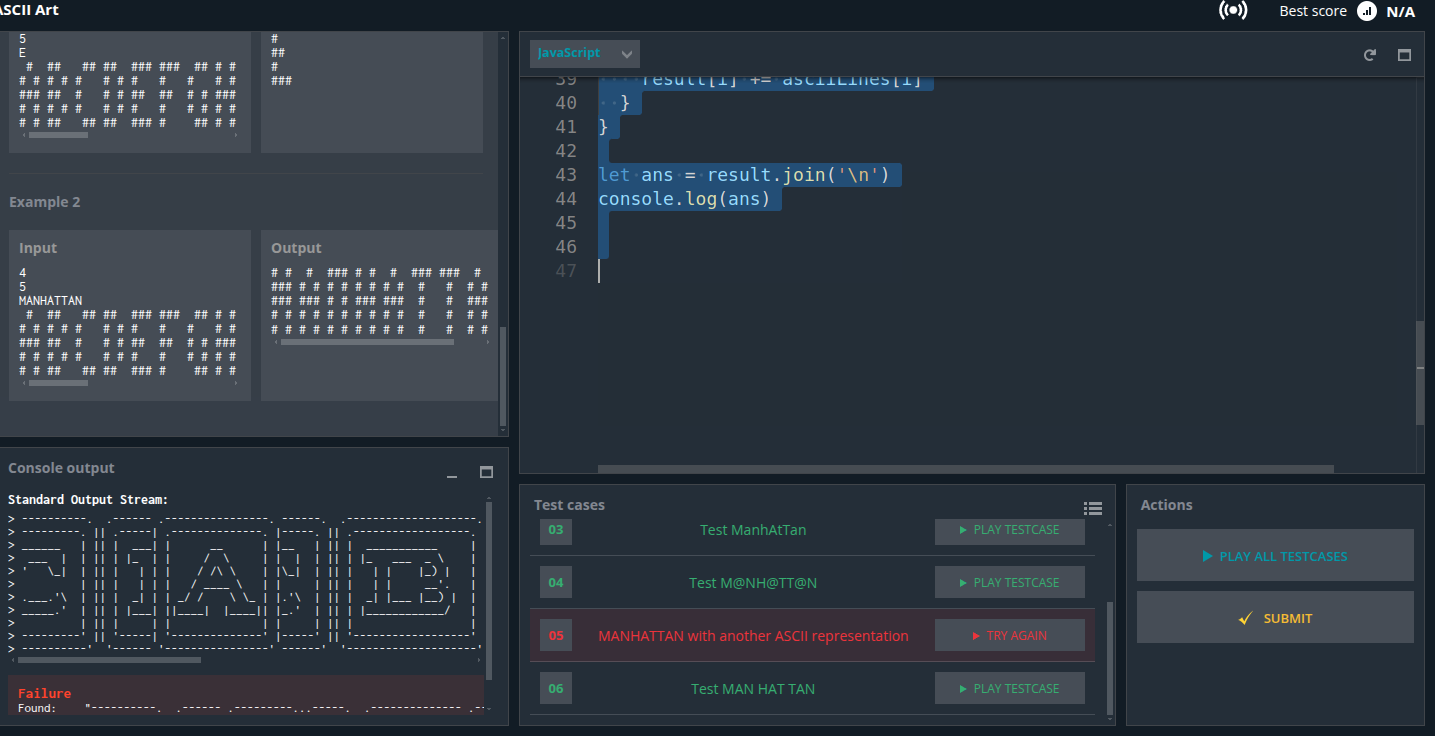 ASCII Art
Best score N/A
5
E
 #  ##   ## ##  ### ###  ## # #
# # # # #   # # #   #   #   # #
### ##  #   # # ##  ##  # # ###
# # # # #   # # #   #   # # # #
# # ##   ## ##  ### #    ## # #
#
##
#
###
Example 2
Input
4
5
MANHATTAN
 #  ##   ## ##  ### ###  ## # #
# # # # #   # # #   #   #   # #
### ##  #   # # ##  ##  # # ###
# # # # #   # # #   #   # # # #
# # ##   ## ##  ### #    ## # #
Output
# #  #  ### # #  #  ### ###  #
### # # # # # # # #  #   #  # #
### ### # # ### ###  #   #  ###
# # # # # # # # # #  #   #  # #
# # # # # # # # # #  #   #  # #
JavaScript
39 result[i] += asciiLines[i]
40 }
41 }
42
43 let ans = result.join('\n')
44 console.log(ans)
45
46
47
Console output
Standard Output Stream:
Failure
Found: "----------.  .------ .---------...-----.  .-------------- .--
Test cases
03 Test ManhAtTan PLAY TESTCASE
04 Test M@NH@TT@N PLAY TESTCASE
05 MANHATTAN with another ASCII representation TRY AGAIN
06 Test MAN HAT TAN PLAY TESTCASE
Actions
PLAY ALL TESTCASES
SUBMIT